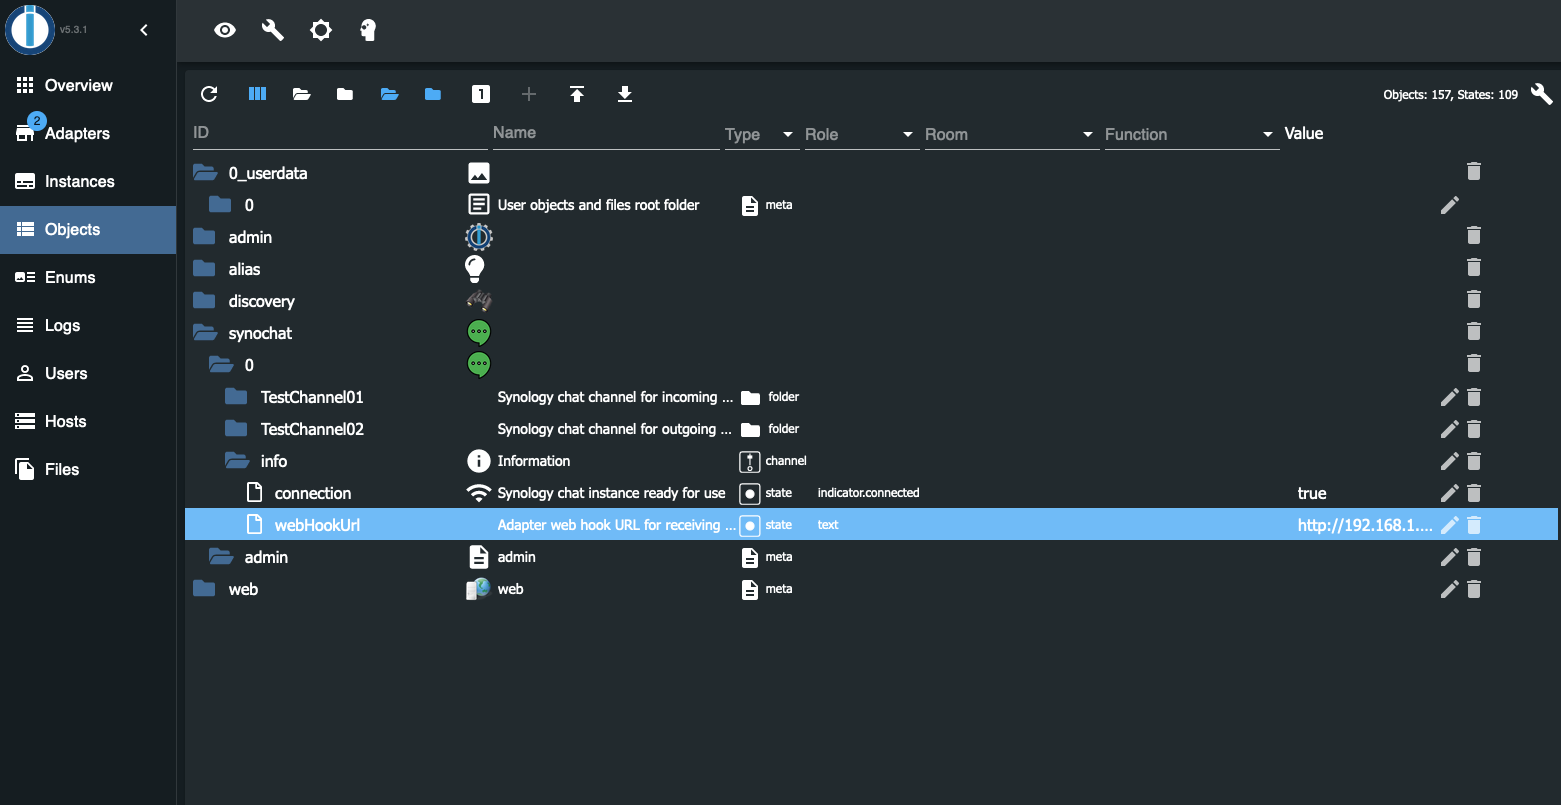 v5.3.1
Overview
2
Adapters
Instances
Objects
Enums
Logs
Users
Hosts
Files
1
Objects: 157, States: 109
ID Name Type Role Room Function Value
0_userdata
0 User objects and files root folder meta
admin
alias
discovery
synochat
0
TestChannel01 Synology chat channel for incoming ... folder
TestChannel02 Synology chat channel for outgoing ... folder
info Information channel
connection Synology chat instance ready for use state indicator.connected true
webHookUrl Adapter web hook URL for receiving ... state text http://192.168.1....
admin admin meta
web web meta